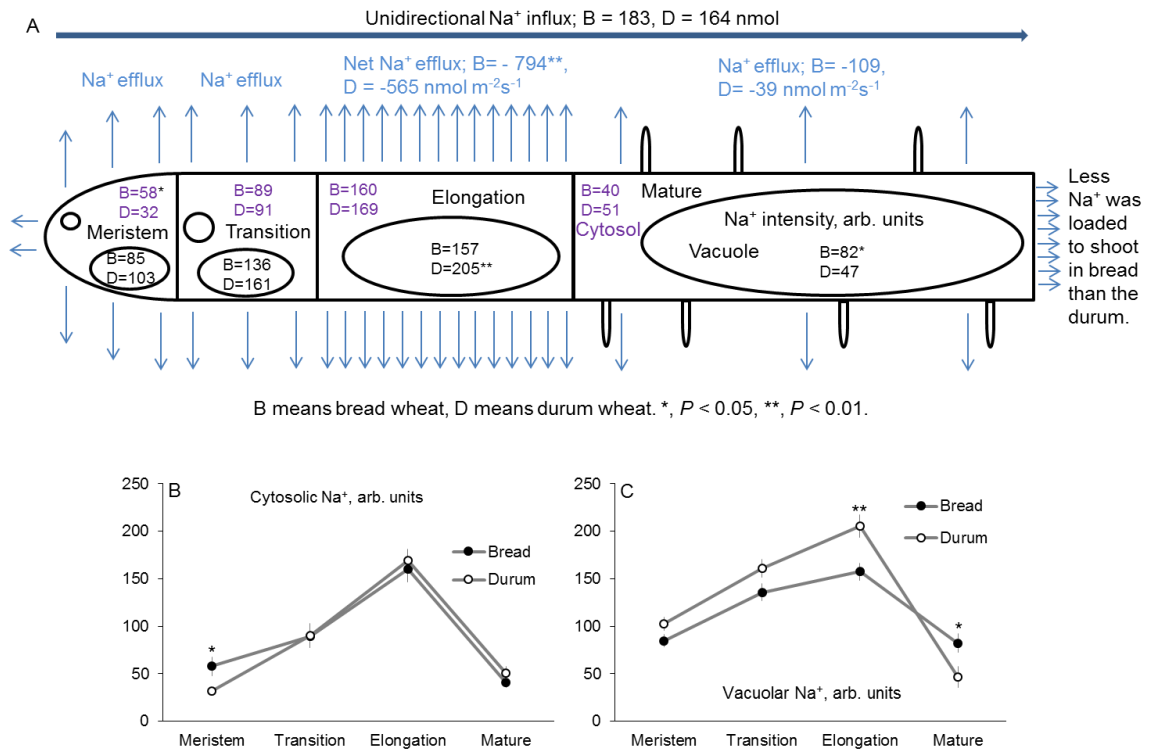 A
Unidirectional Na⁺ influx; B = 183, D = 164 nmol
Na⁺ efflux
Na⁺ efflux
Net Na⁺ efflux; B= - 794**,
D = -565 nmol m⁻²s⁻¹
Na⁺ efflux; B= -109,
D= -39 nmol m⁻²s⁻¹
B=58*
D=32
Meristem
B=85
D=103
B=89
D=91
Transition
B=136
D=161
B=160
D=169
Elongation
B=157
D=205**
B=40
D=51
Cytosol
Mature
Na⁺ intensity, arb. units
Vacuole
B=82*
D=47
Less
Na⁺ was
loaded
to shoot
in bread
than the
durum.
B means bread wheat, D means durum wheat. *, P < 0.05, **, P < 0.01.
B
Cytosolic Na⁺, arb. units
250
200
150
100
50
0
Bread
Durum
*
Meristem
Transition
Elongation
Mature
C
250
200
150
100
50
0
**
Bread
Durum
*
Vacuolar Na⁺, arb. units
Meristem
Transition
Elongation
Mature